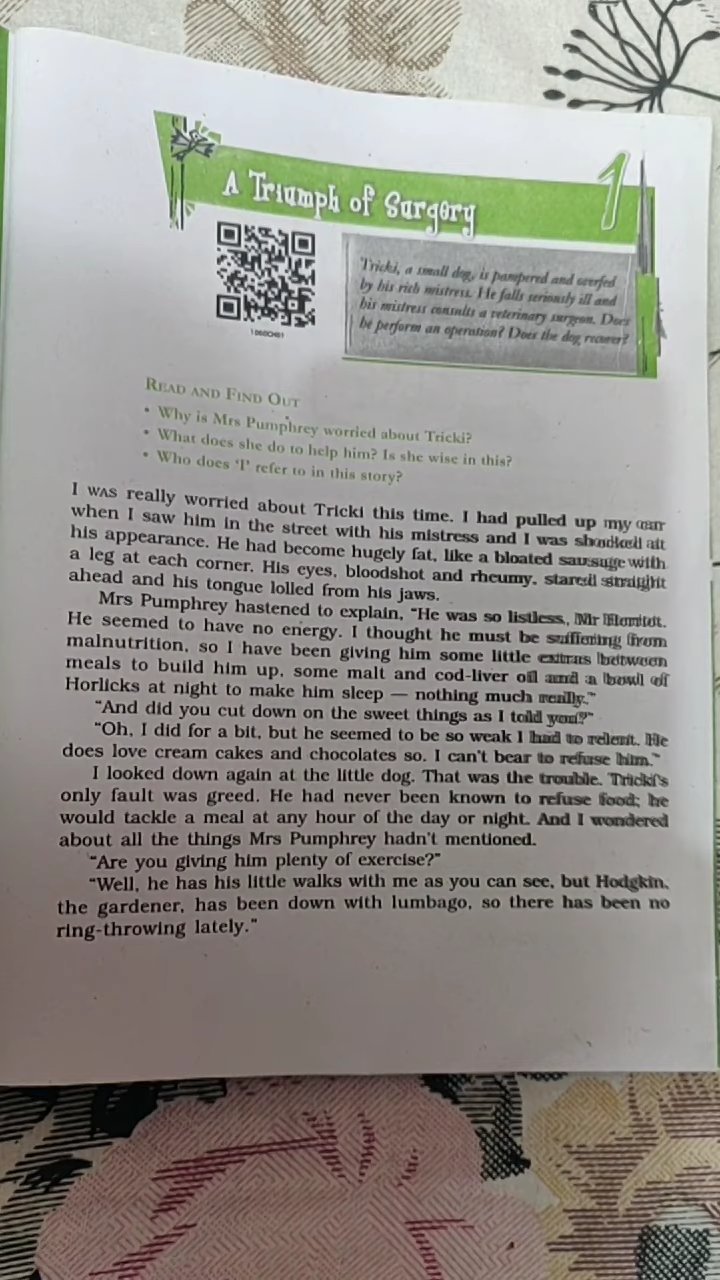 A Triumph of Surgery
1
Tricki, a small dog, is pampered and overfed
by his rich mistress. He falls seriously ill and
his mistress consults a veterinary surgeon. Does
he perform an operation? Does the dog recover?
READ AND FIND OUT
• Why is Mrs Pumphrey worried about Tricki?
• What does she do to help him? Is she wise in this?
• Who does ‘I’ refer to in this story?
I WAS really worried about Tricki this time. I had pulled up my car
when I saw him in the street with his mistress and I was shocked at
his appearance. He had become hugely fat, like a bloated sausage with
a leg at each corner. His eyes, bloodshot and rheumy, stared straight
ahead and his tongue lolled from his jaws.
Mrs Pumphrey hastened to explain, “He was so listless, Mr Herriot.
He seemed to have no energy. I thought he must be suffering from
malnutrition, so I have been giving him some little extras between
meals to build him up, some malt and cod-liver oil and a bowl of
Horlicks at night to make him sleep — nothing much really.”
“And did you cut down on the sweet things as I told you?”
“Oh, I did for a bit, but he seemed to be so weak I had to relent. He
does love cream cakes and chocolates so. I can’t bear to refuse him.”
I looked down again at the little dog. That was the trouble. Tricki’s
only fault was greed. He had never been known to refuse food; he
would tackle a meal at any hour of the day or night. And I wondered
about all the things Mrs Pumphrey hadn’t mentioned.
“Are you giving him plenty of exercise?”
“Well, he has his little walks with me as you can see, but Hodgkin,
the gardener, has been down with lumbago, so there has been no
ring-throwing lately.”